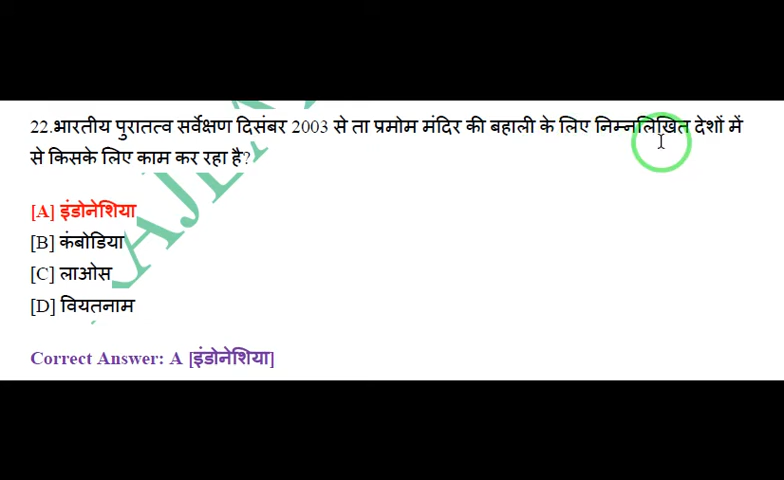 22.भारतीय पुरातत्व सर्वेक्षण दिसंबर 2003 से ता प्रमोम मंदिर की बहाली के लिए निम्नलिखित देशों में
से किसके लिए काम कर रहा है?
[A] इंडोनेशिया
[B] कंबोडिया
[C] लाओस
[D] वियतनाम
Correct Answer: A [इंडोनेशिया]